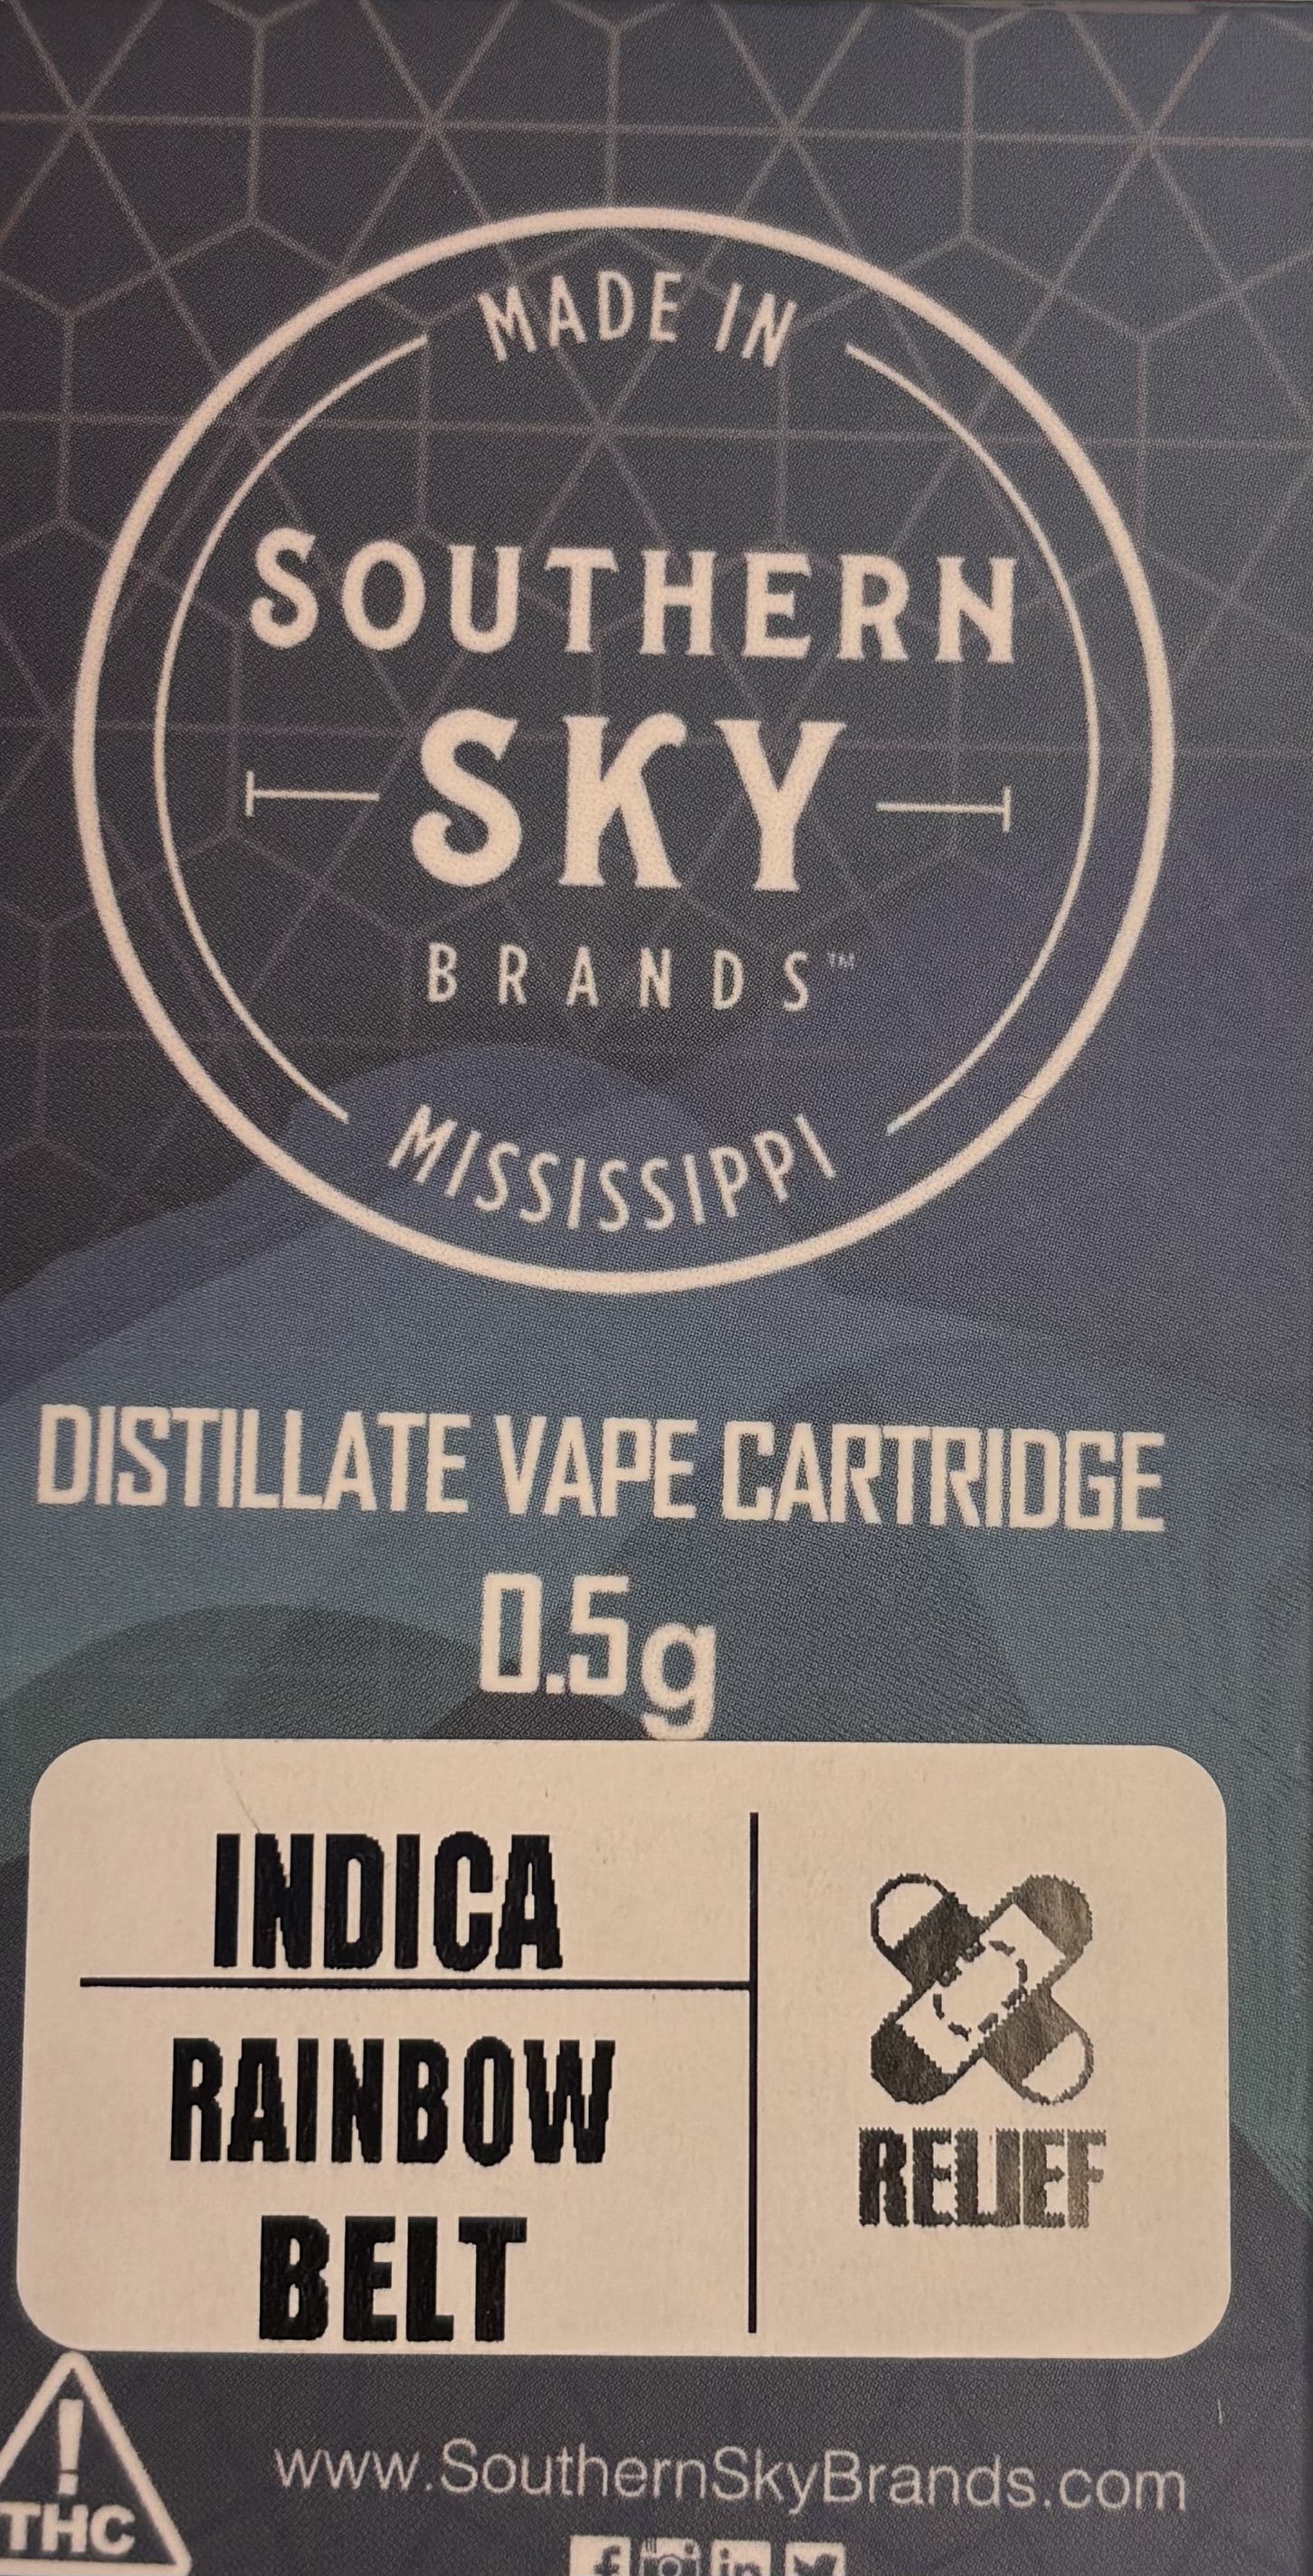 MADE IN
SOUTHERN
SKY
BRANDS™
MISSISSIPPI
DISTILLATE VAPE CARTRIDGE
0.5g
INDICA
RAINBOW
BELT
RELIEF
!
THC
www.SouthernSkyBrands.com
f
in